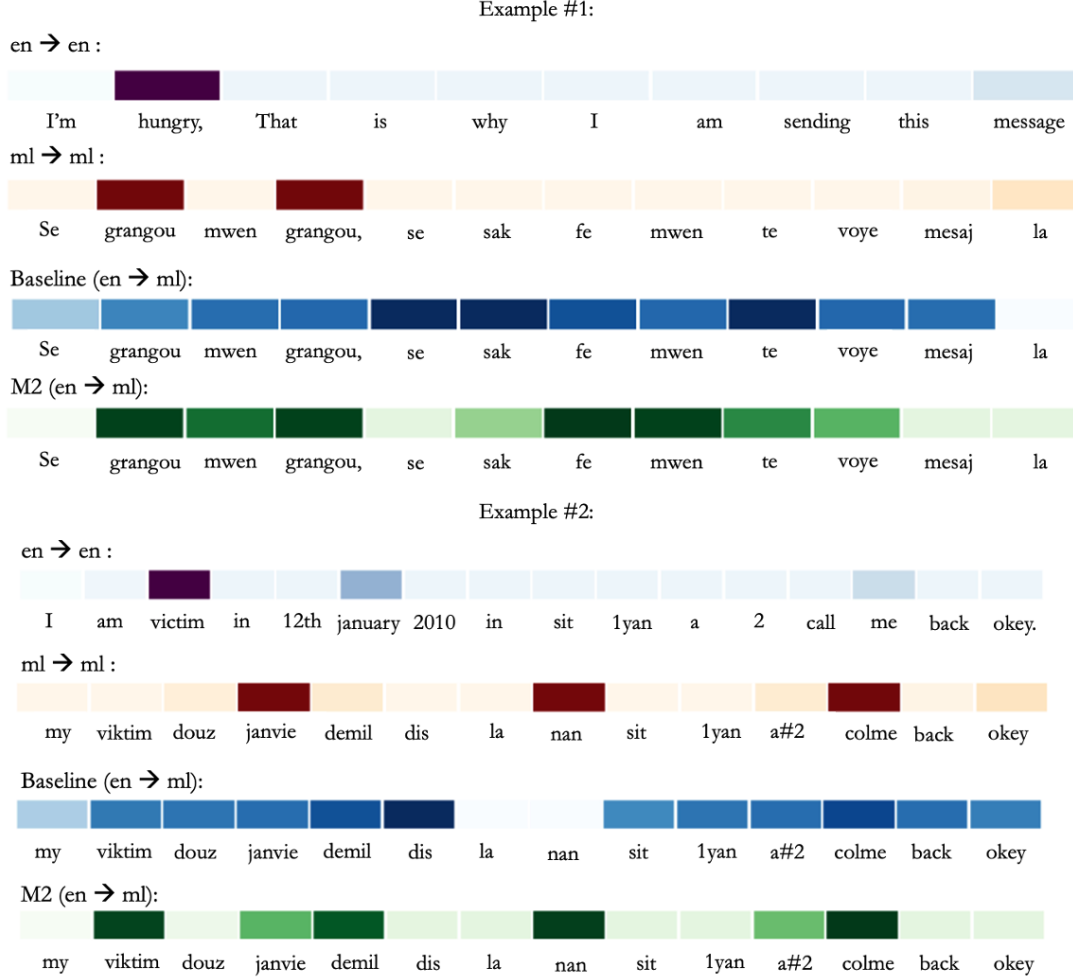 Example #1:
en → en :
I'm hungry, That is why I am sending this message
ml → ml :
Se grangou mwen grangou, se sak fe mwen te voye mesaj la
Baseline (en → ml):
Se grangou mwen grangou, se sak fe mwen te voye mesaj la
M2 (en → ml):
Se grangou mwen grangou, se sak fe mwen te voye mesaj la
Example #2:
en → en :
I am victim in 12th january 2010 in sit 1yan a 2 call me back okey.
ml → ml :
my viktim douz janvie demil dis la nan sit 1yan a#2 colme back okey
Baseline (en → ml):
my viktim douz janvie demil dis la nan sit 1yan a#2 colme back okey
M2 (en → ml):
my viktim douz janvie demil dis la nan sit 1yan a#2 colme back okey